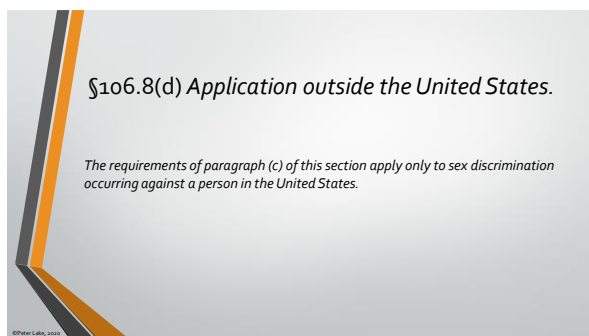 §106.8(d) Application outside the United States.
The requirements of paragraph (c) of this section apply only to sex discrimination
occurring against a person in the United States.
©Peter Lake, 2020